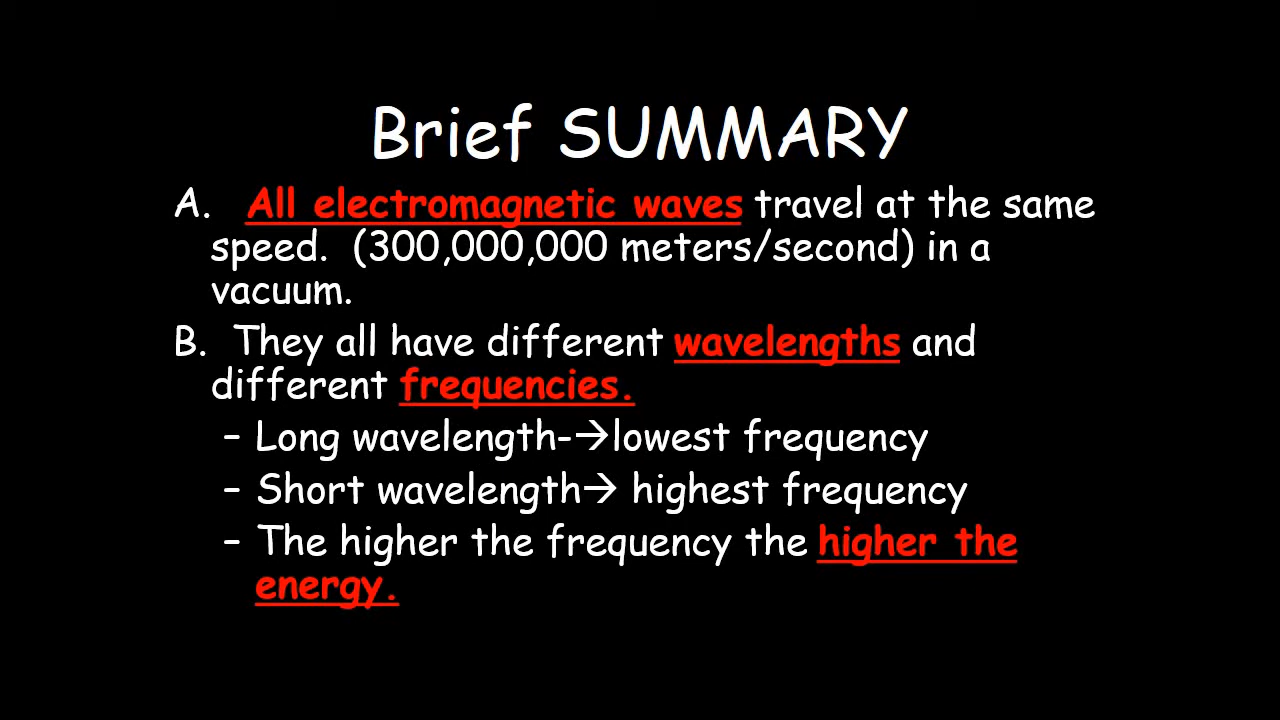 Brief SUMMARY
A. All electromagnetic waves travel at the same
speed. (300,000,000 meters/second) in a
vacuum.
B. They all have different wavelengths and
different frequencies.
– Long wavelength-→lowest frequency
– Short wavelength→ highest frequency
– The higher the frequency the higher the
energy.